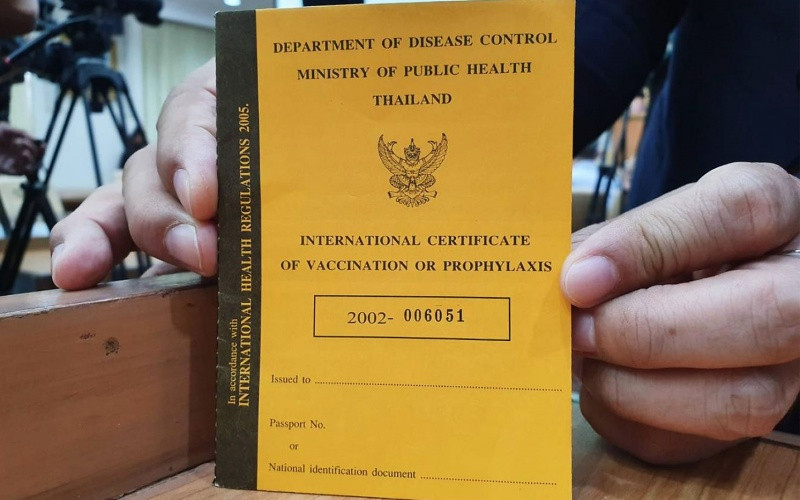 DEPARTMENT OF DISEASE CONTROL
MINISTRY OF PUBLIC HEALTH
THAILAND
INTERNATIONAL CERTIFICATE
OF VACCINATION OR PROPHYLAXIS
2002- 006051
Issued to ................................................................
Passport No.
or
National identification document ....................................
In accordance with
INTERNATIONAL HEALTH REGULATIONS 2005.